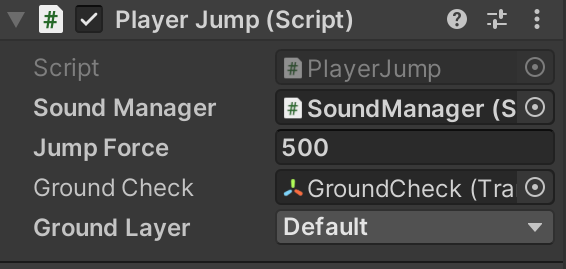 Player Jump (Script)
Script PlayerJump
Sound Manager SoundManager (S
Jump Force 500
Ground Check GroundCheck (Tra
Ground Layer Default